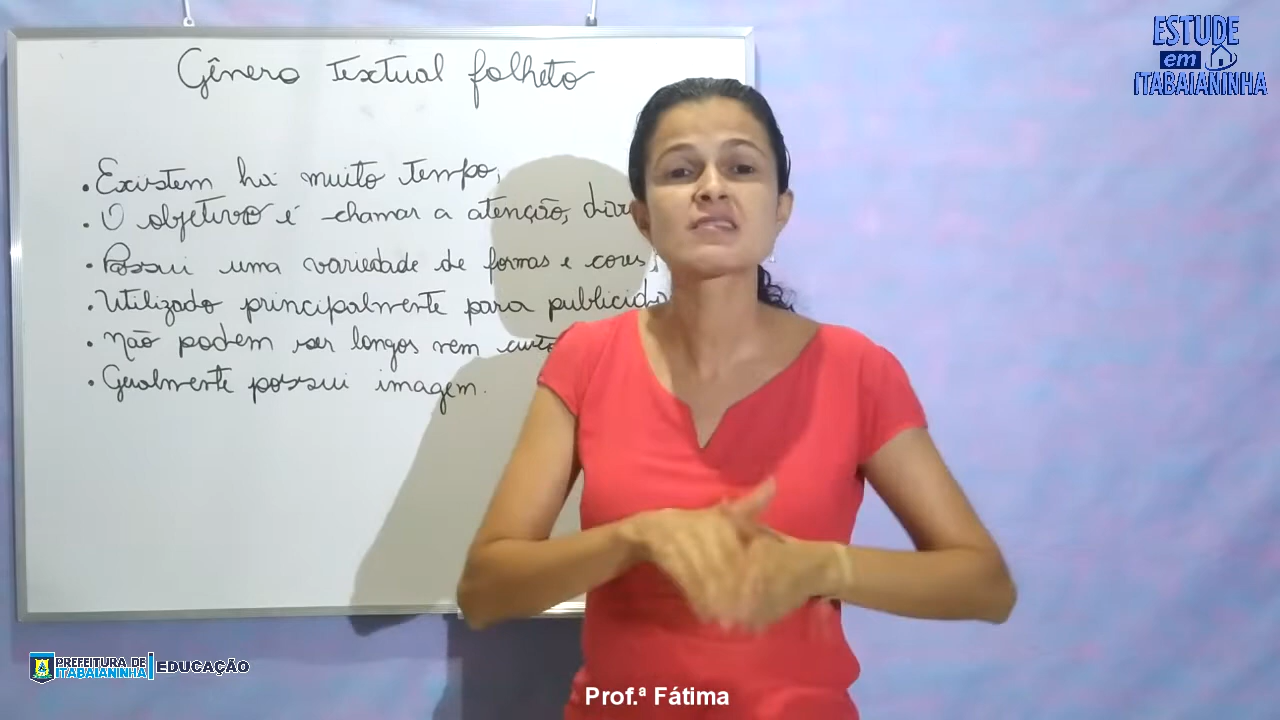 Gênero Textual folheto
• Existem há muito tempo;
• O objetivo é chamar a atenção,
• Possui uma variedade de formas e cores,
• Utilizado principalmente para
• não podem ser longos nem
• Geralmente possui imagem.
ESTUDE
em
ITABAIANINHA
PREFEITURA DE
ITABAIANINHA
EDUCAÇÃO
Prof.ª Fátima